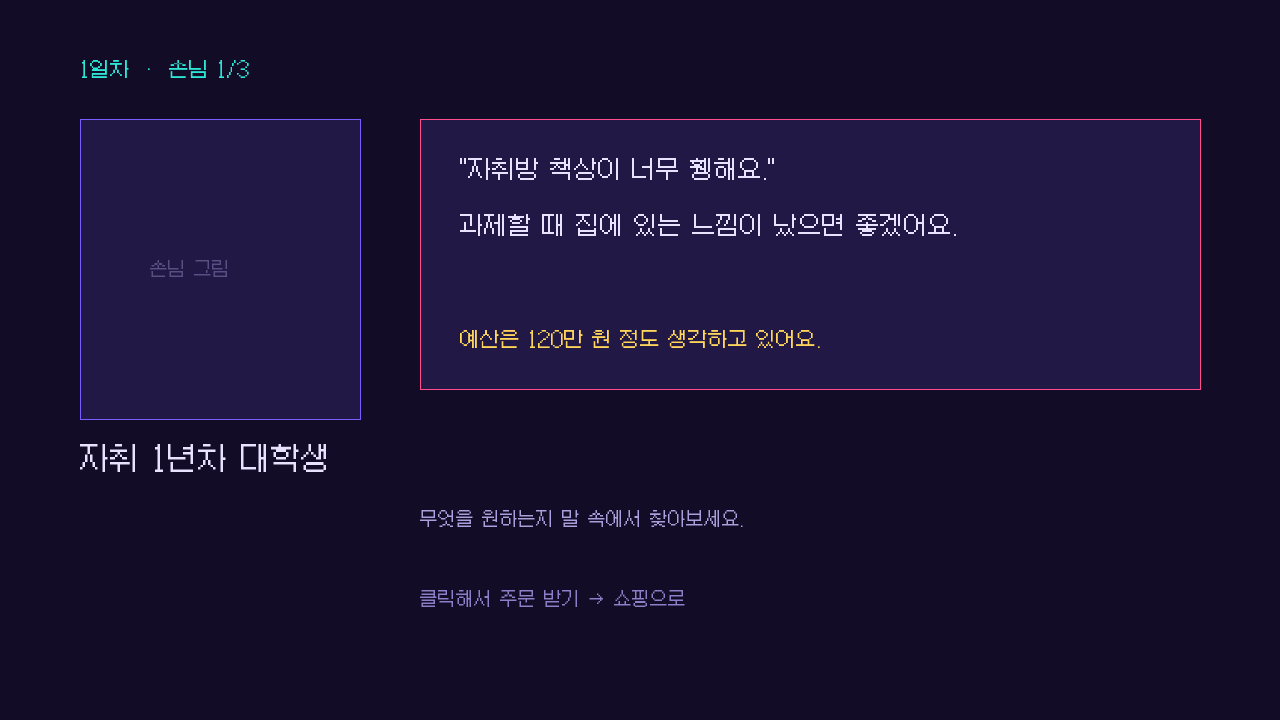 1일차 · 손님 1/3
손님 그림
자취 1년차 대학생
"자취방 책상이 너무 휑해요."
과제할 때 집에 있는 느낌이 났으면 좋겠어요.
예산은 120만 원 정도 생각하고 있어요.
무엇을 원하는지 말 속에서 찾아보세요.
클릭해서 주문 받기 → 쇼핑으로